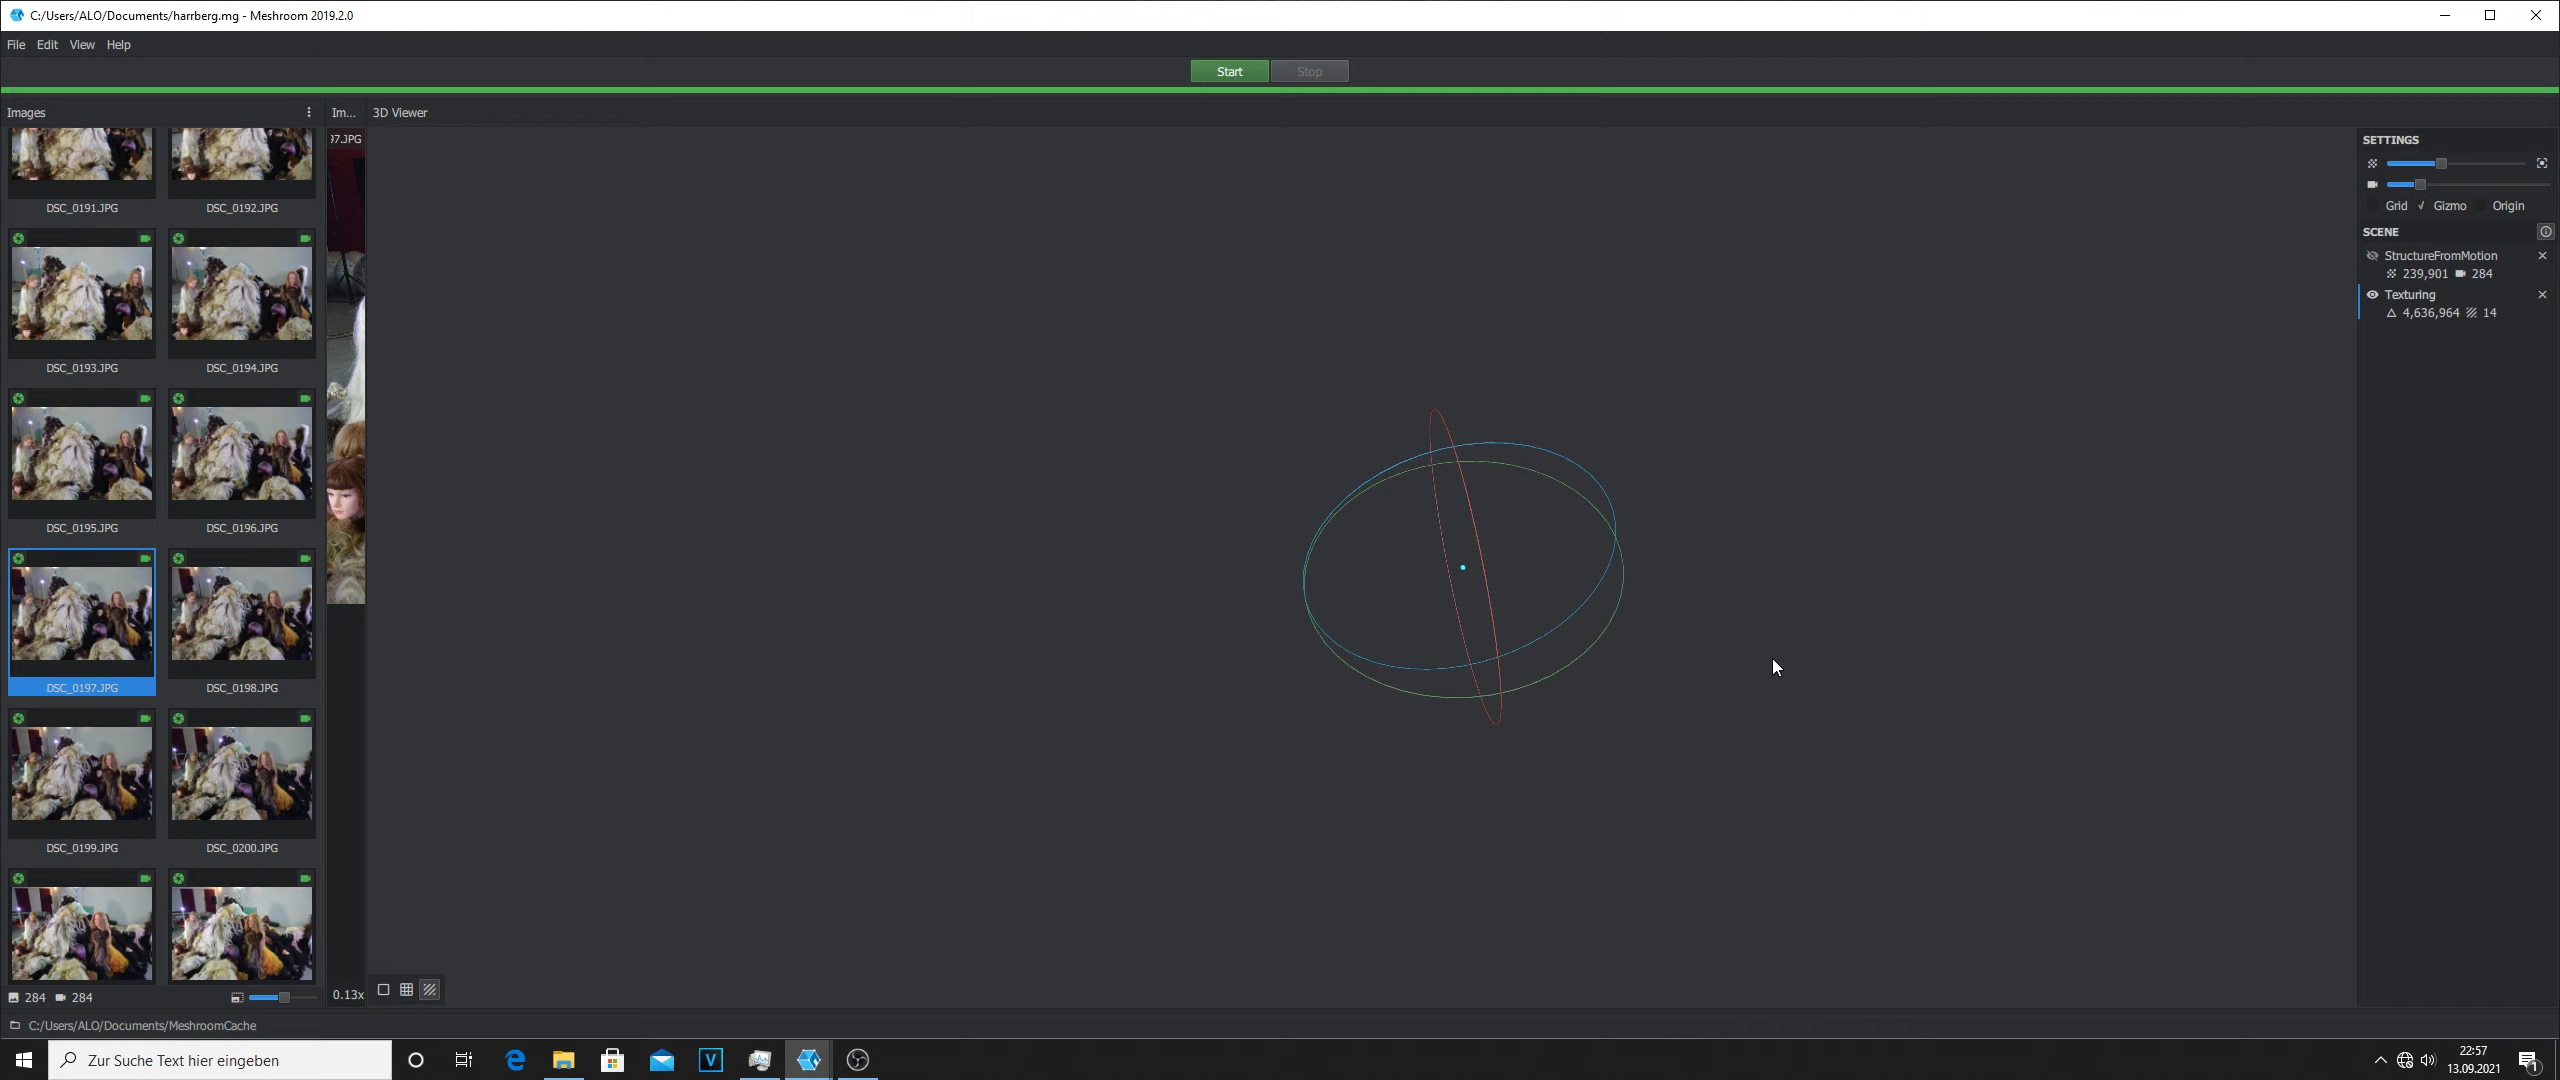 C:/Users/ALO/Documents/harrberg.mg - Meshroom 2019.2.0
File Edit View Help
Start Stop
Images Im... 3D Viewer
97.JPG
SETTINGS
Grid Gizmo Origin
SCENE
StructureFromMotion
239,901 284
Texturing
4,636,964 14
DSC_0191.JPG DSC_0192.JPG
DSC_0193.JPG DSC_0194.JPG
DSC_0195.JPG DSC_0196.JPG
DSC_0197.JPG DSC_0198.JPG
DSC_0199.JPG DSC_0200.JPG
284 284 0.13x
C:/Users/ALO/Documents/MeshroomCache
Zur Suche Text hier eingeben
V
22:57
13.09.2021
1